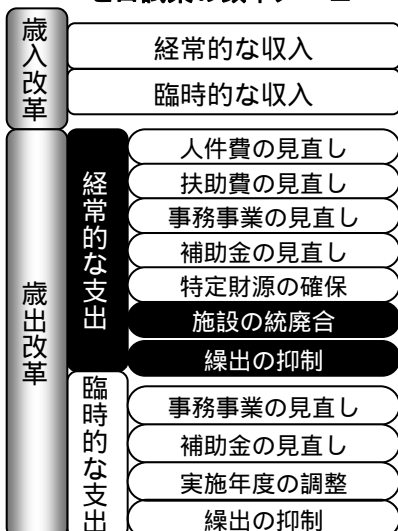 歳入改革
経常的な収入
臨時的な収入
歳出改革
経常的な支出
人件費の見直し
扶助費の見直し
事務事業の見直し
補助金の見直し
特定財源の確保
施設の統廃合
繰出の抑制
臨時的な支出
事務事業の見直し
補助金の見直し
実施年度の調整
繰出の抑制